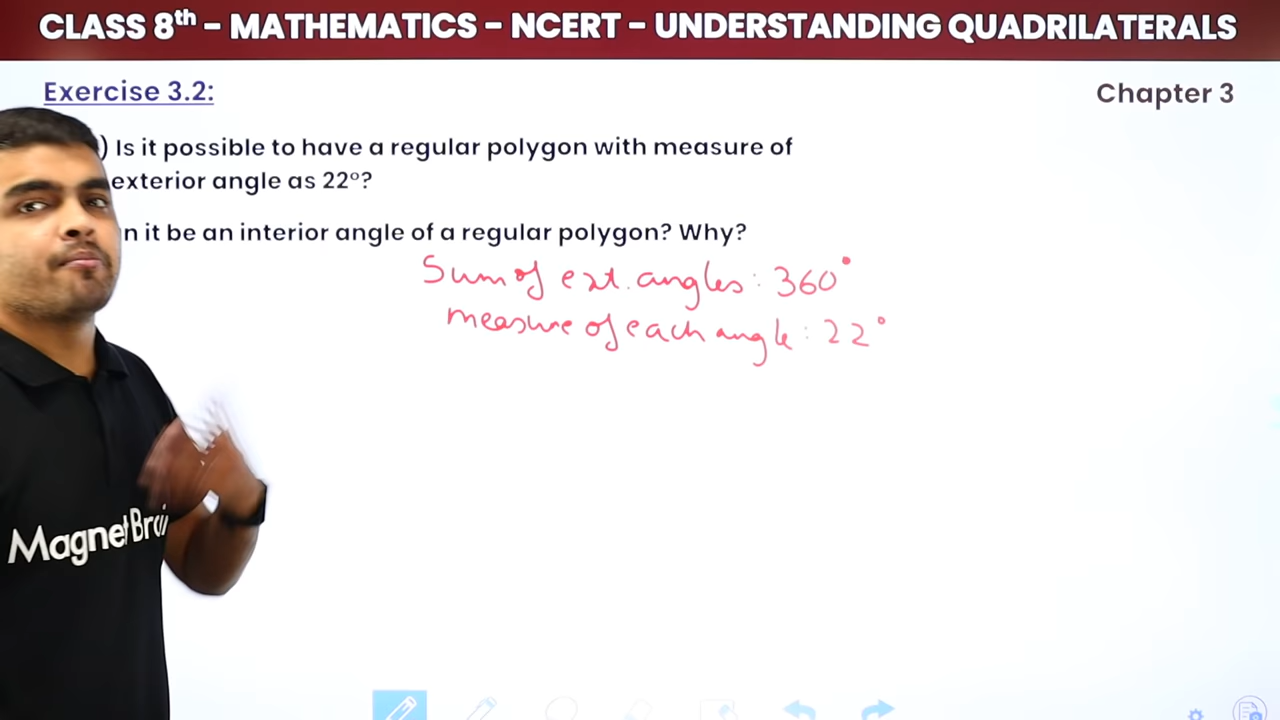 CLASS 8th - MATHEMATICS - NCERT - UNDERSTANDING QUADRILATERALS
Exercise 3.2:
Chapter 3
) Is it possible to have a regular polygon with measure of
exterior angle as 22°?
n it be an interior angle of a regular polygon? Why?
Sum of ext. angles : 360°
measure of each angle : 22°
Magnet Brai